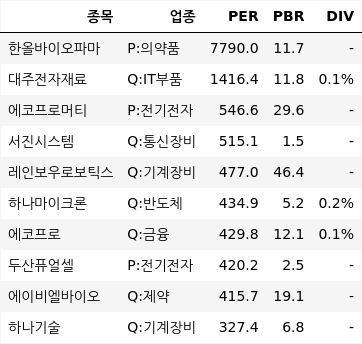 종목 업종 PER PBR DIV
한올바이오파마 P:의약품 7790.0 11.7 -
대주전자재료 Q:IT부품 1416.4 11.8 0.1%
에코프로머티 P:전기전자 546.6 29.6 -
서진시스템 Q:통신장비 515.1 1.5 -
레인보우로보틱스 Q:기계장비 477.0 46.4 -
하나마이크론 Q:반도체 434.9 5.2 0.2%
에코프로 Q:금융 429.8 12.1 0.1%
두산퓨얼셀 P:전기전자 420.2 2.5 -
에이비엘바이오 Q:제약 415.7 19.1 -
하나기술 Q:기계장비 327.4 6.8 -